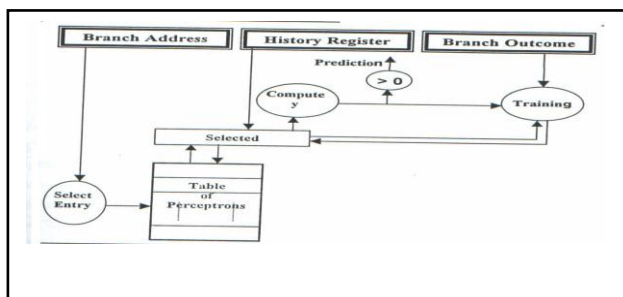 Branch Address
History Register
Branch Outcome
Prediction
> 0
Compute
y
Training
Selected
Table
of
Perceptrons
Select
Entry